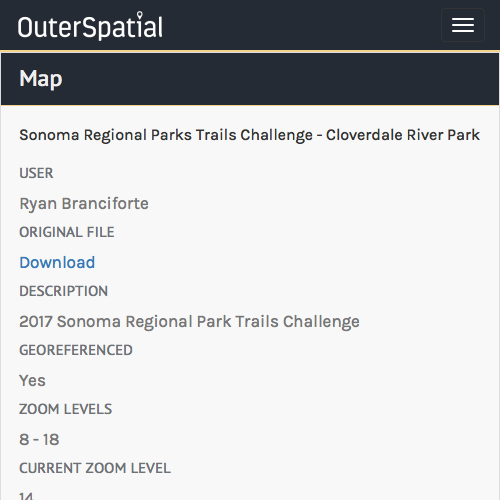 OuterSpatial
Map
Sonoma Regional Parks Trails Challenge - Cloverdale River Park
USER
Ryan Branciforte
ORIGINAL FILE
Download
DESCRIPTION
2017 Sonoma Regional Park Trails Challenge
GEOREFERENCED
Yes
ZOOM LEVELS
8 - 18
CURRENT ZOOM LEVEL
14